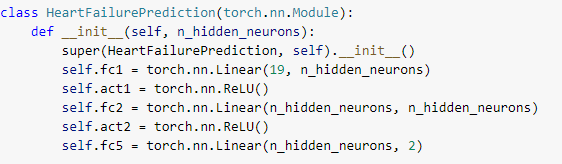 class HeartFailurePrediction(torch.nn.Module):
    def __init__(self, n_hidden_neurons):
        super(HeartFailurePrediction, self).__init__()
        self.fc1 = torch.nn.Linear(19, n_hidden_neurons)
        self.act1 = torch.nn.ReLU()
        self.fc2 = torch.nn.Linear(n_hidden_neurons, n_hidden_neurons)
        self.act2 = torch.nn.ReLU()
        self.fc5 = torch.nn.Linear(n_hidden_neurons, 2)